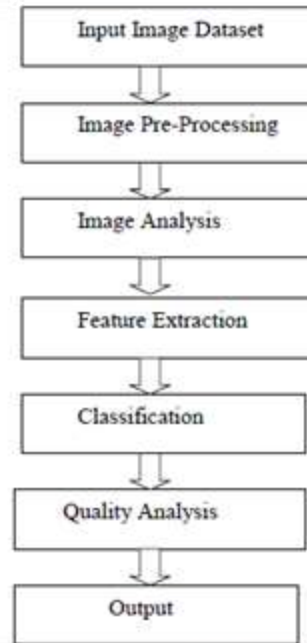 Input Image Dataset
Image Pre-Processing
Image Analysis
Feature Extraction
Classification
Quality Analysis
Output